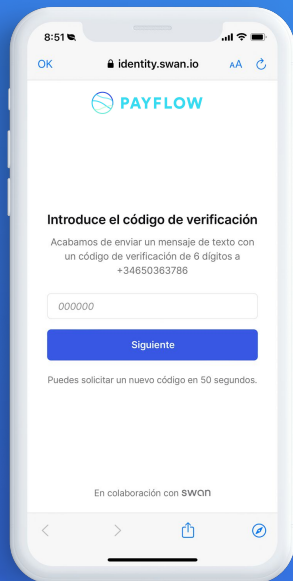 8:51
OK
identity.swan.io
AA
PAYFLOW
Introduce el código de verificación
Acabamos de enviar un mensaje de texto con
un código de verificación de 6 dígitos a
+34650363786
000000
Siguiente
Puedes solicitar un nuevo código en 50 segundos.
En colaboración con swan